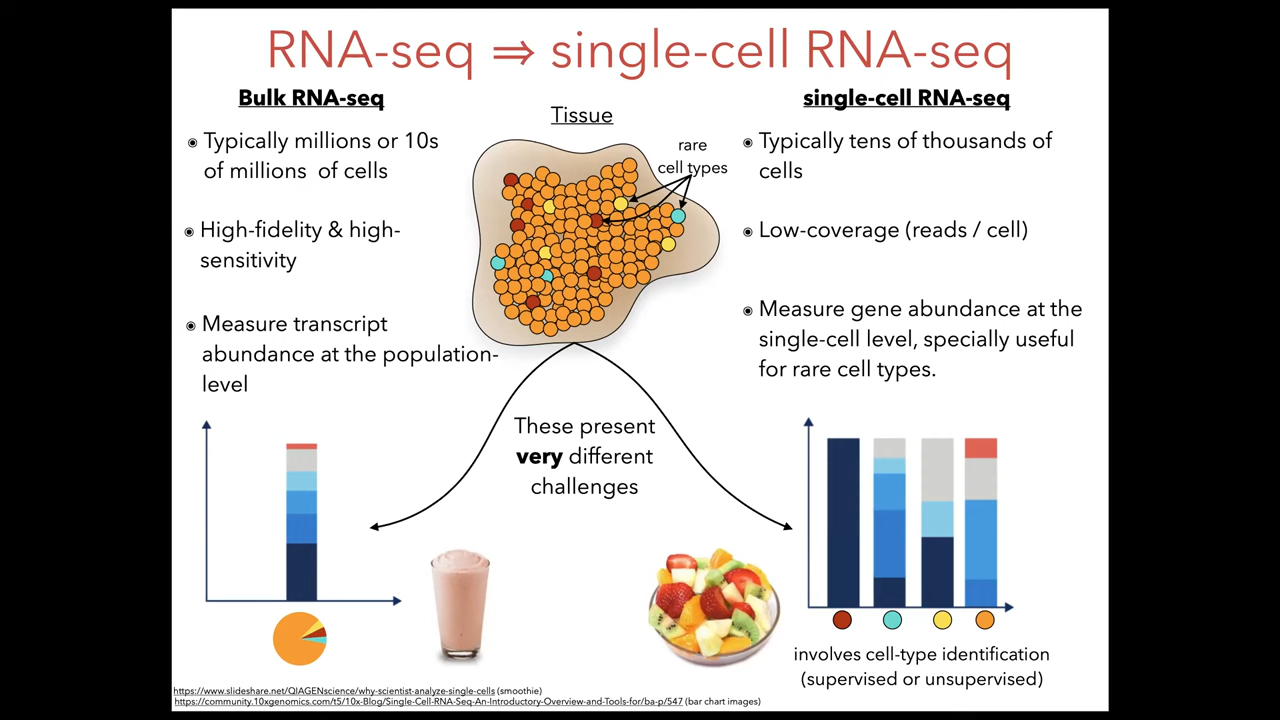 RNA-seq ⇒ single-cell RNA-seq
Bulk RNA-seq
Typically millions or 10s
of millions of cells
High-fidelity & high-
sensitivity
Measure transcript
abundance at the population-
level
Tissue
rare
cell types
These present
very different
challenges
single-cell RNA-seq
Typically tens of thousands of
cells
Low-coverage (reads / cell)
Measure gene abundance at the
single-cell level, specially useful
for rare cell types.
involves cell-type identification
(supervised or unsupervised)
https://www.slideshare.net/QIAGENscience/why-scientist-analyze-single-cells (smoothie)
https://community.10xgenomics.com/t5/10x-Blog/Single-Cell-RNA-Seq-An-Introductory-Overview-and-Tools-for/ba-p/547 (bar chart images)